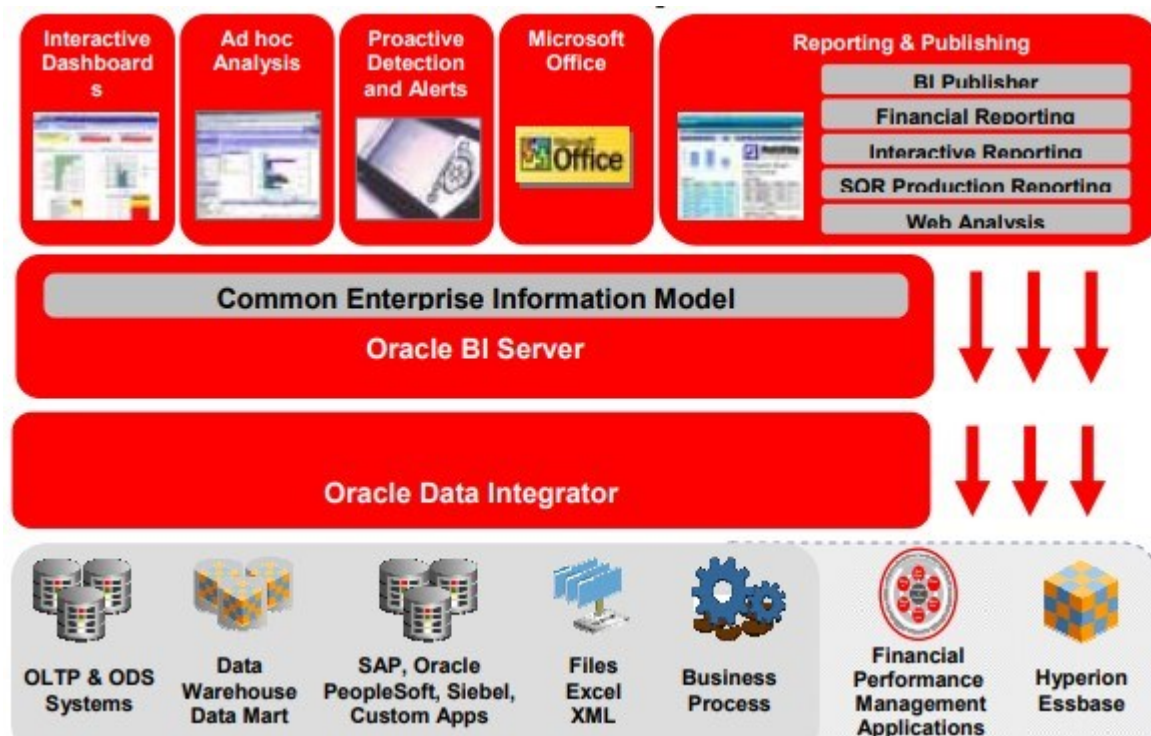 Interactive
Dashboard
s
Ad hoc
Analysis
Proactive
Detection
and Alerts
Microsoft
Office
Office
Reporting & Publishing
BI Publisher
Financial Reporting
Interactive Reporting
SQR Production Reporting
Web Analysis
Common Enterprise Information Model
Oracle BI Server
Oracle Data Integrator
OLTP & ODS
Systems
Data
Warehouse
Data Mart
SAP, Oracle
PeopleSoft, Siebel,
Custom Apps
Files
Excel
XML
Business
Process
Financial
Performance
Management
Applications
Hyperion
Essbase